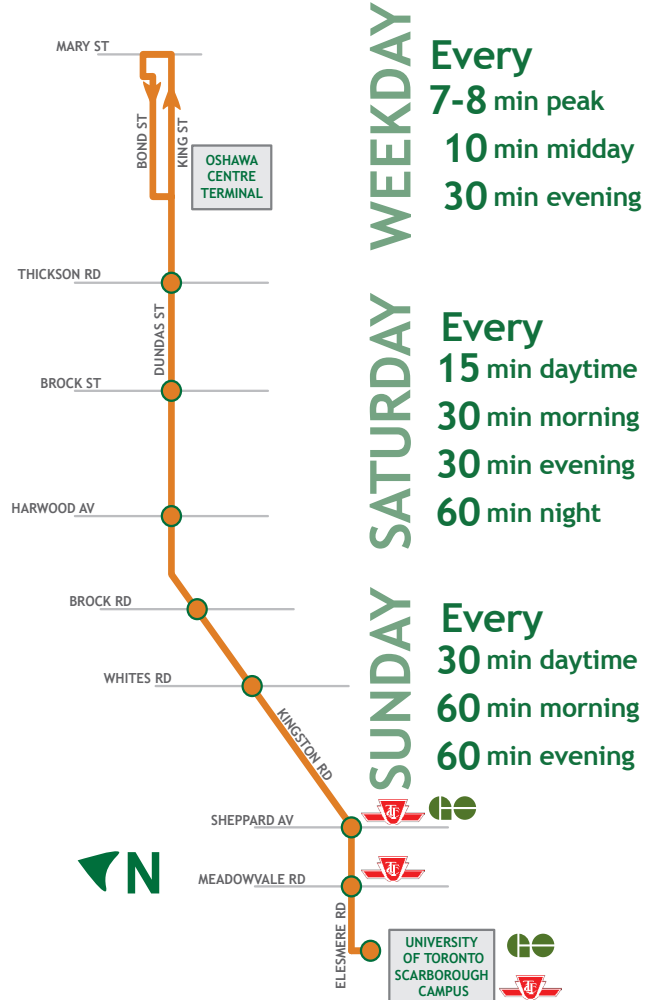 MARY ST
BOND ST
KING ST
OSHAWA
CENTRE
TERMINAL
THICKSON RD
DUNDAS ST
BROCK ST
HARWOOD AV
BROCK RD
WHITES RD
KINGSTON RD
SHEPPARD AV
GO
MEADOWVALE RD
ELESMERE RD
UNIVERSITY
OF TORONTO
SCARBOROUGH
CAMPUS
GO
N
WEEKDAY
Every
7-8 min peak
10 min midday
30 min evening
SATURDAY
Every
15 min daytime
30 min morning
30 min evening
60 min night
SUNDAY
Every
30 min daytime
60 min morning
60 min evening
TTC
TTC
TTC